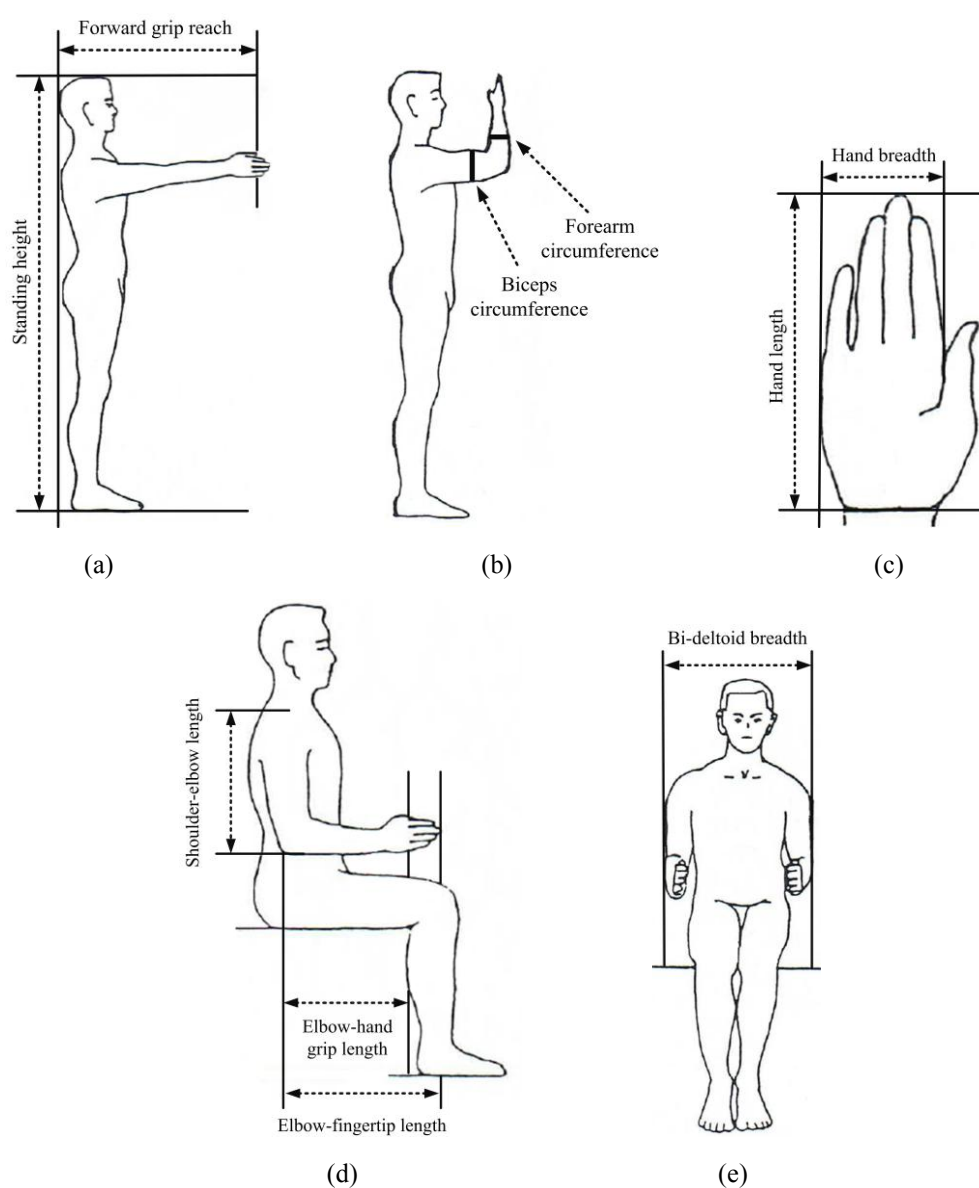 Forward grip reach
Standing height
Forearm
circumference
Biceps
circumference
Hand breadth
Hand length
(a)
(b)
(c)
Shoulder-elbow length
Elbow-hand
grip length
Elbow-fingertip length
Bi-deltoid breadth
(d)
(e)